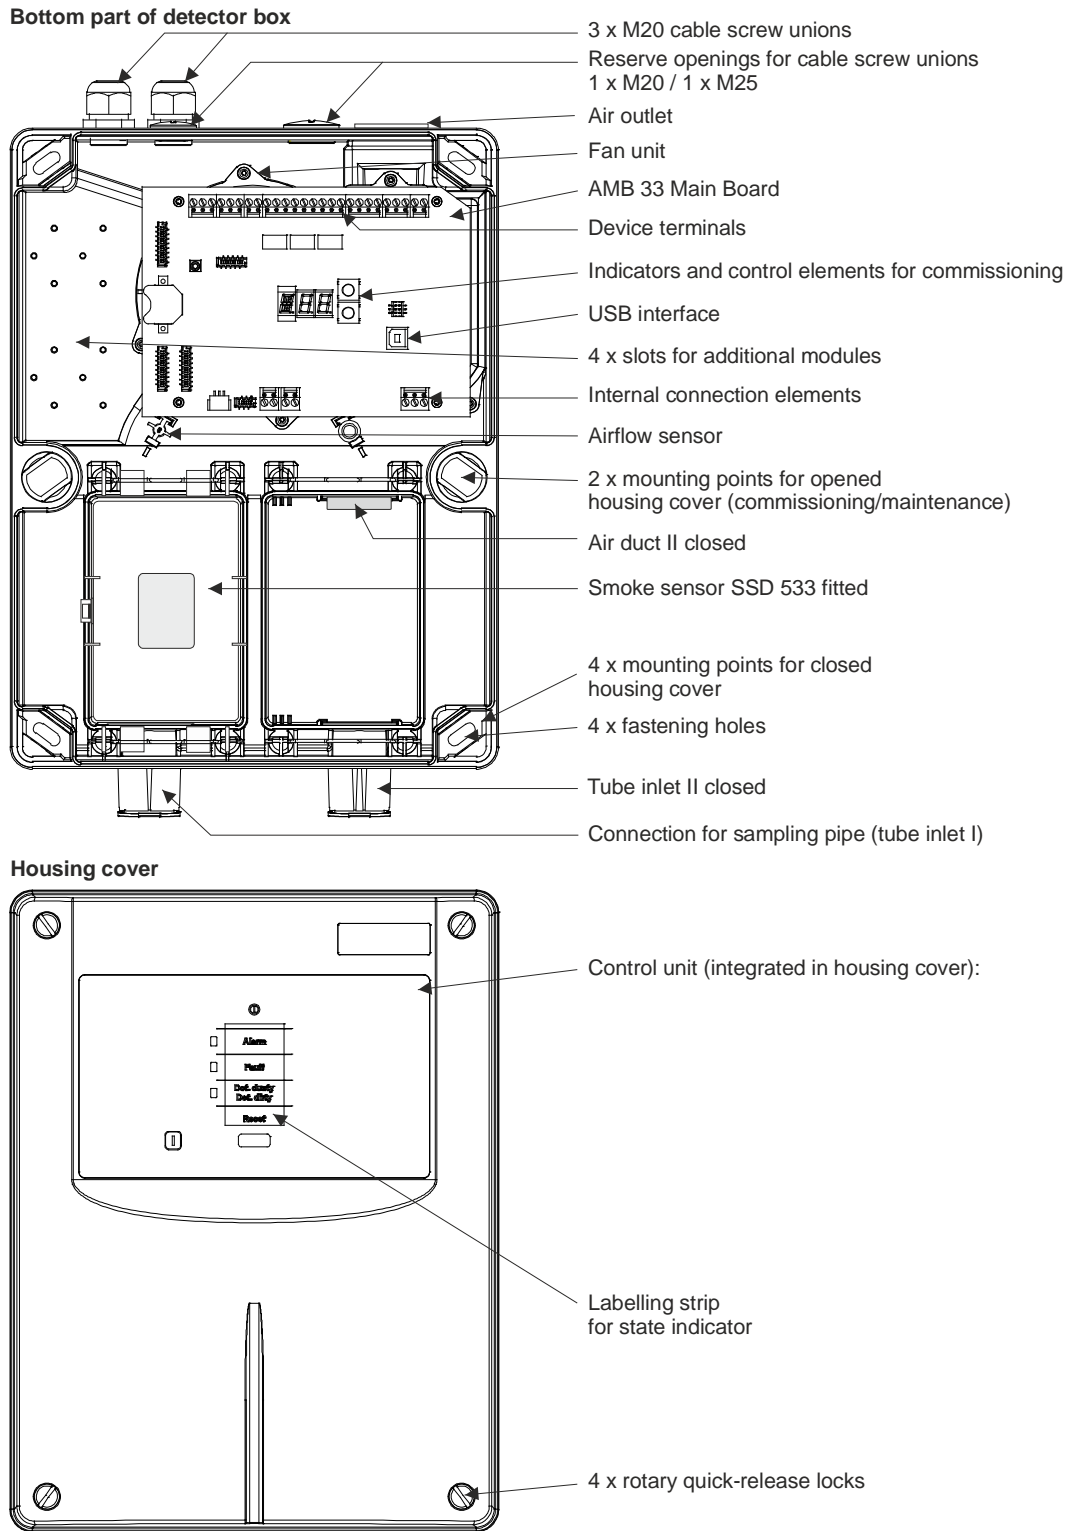 Bottom part of detector box
3 x M20 cable screw unions
Reserve openings for cable screw unions
1 x M20 / 1 x M25
Air outlet
Fan unit
AMB 33 Main Board
Device terminals
Indicators and control elements for commissioning
USB interface
4 x slots for additional modules
Internal connection elements
Airflow sensor
2 x mounting points for opened
housing cover (commissioning/maintenance)
Air duct II closed
Smoke sensor SSD 533 fitted
4 x mounting points for closed
housing cover
4 x fastening holes
Tube inlet II closed
Connection for sampling pipe (tube inlet I)
Housing cover
Control unit (integrated in housing cover):
Alarm
Fault
Det. dusty
Det. dirty
Reset
Labelling strip
for state indicator
4 x rotary quick-release locks